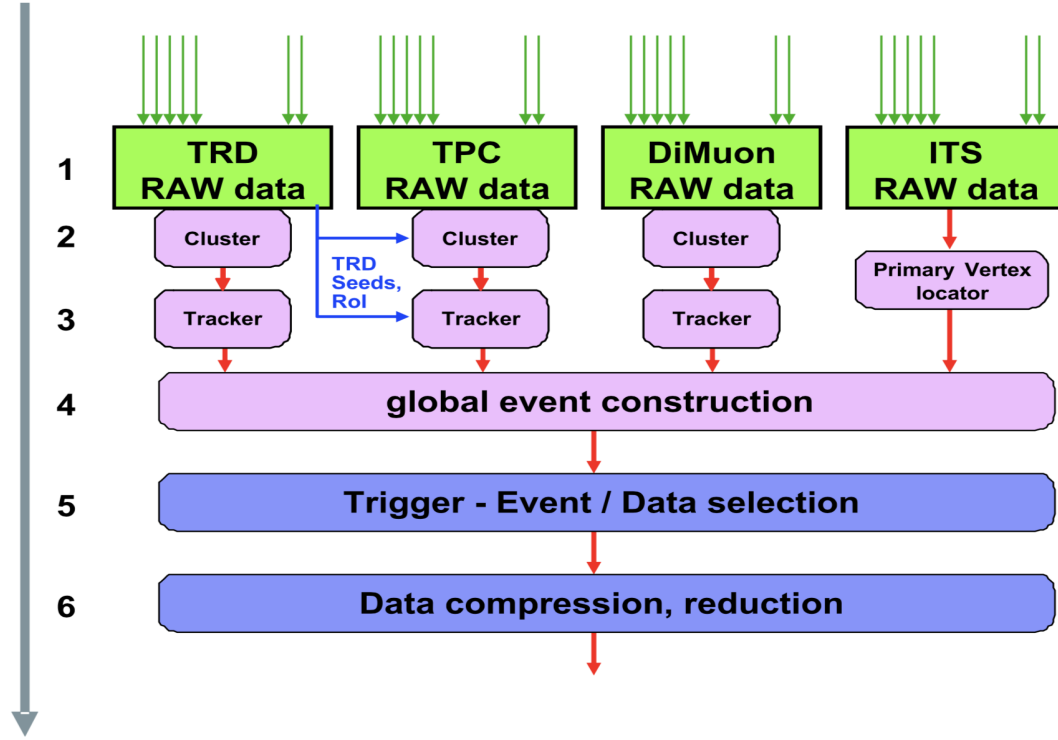 1
TRD
RAW data
TPC
RAW data
DiMuon
RAW data
ITS
RAW data
2
Cluster
Cluster
Cluster
TRD
Seeds,
RoI
Primary Vertex
locator
3
Tracker
Tracker
Tracker
4
global event construction
5
Trigger - Event / Data selection
6
Data compression, reduction